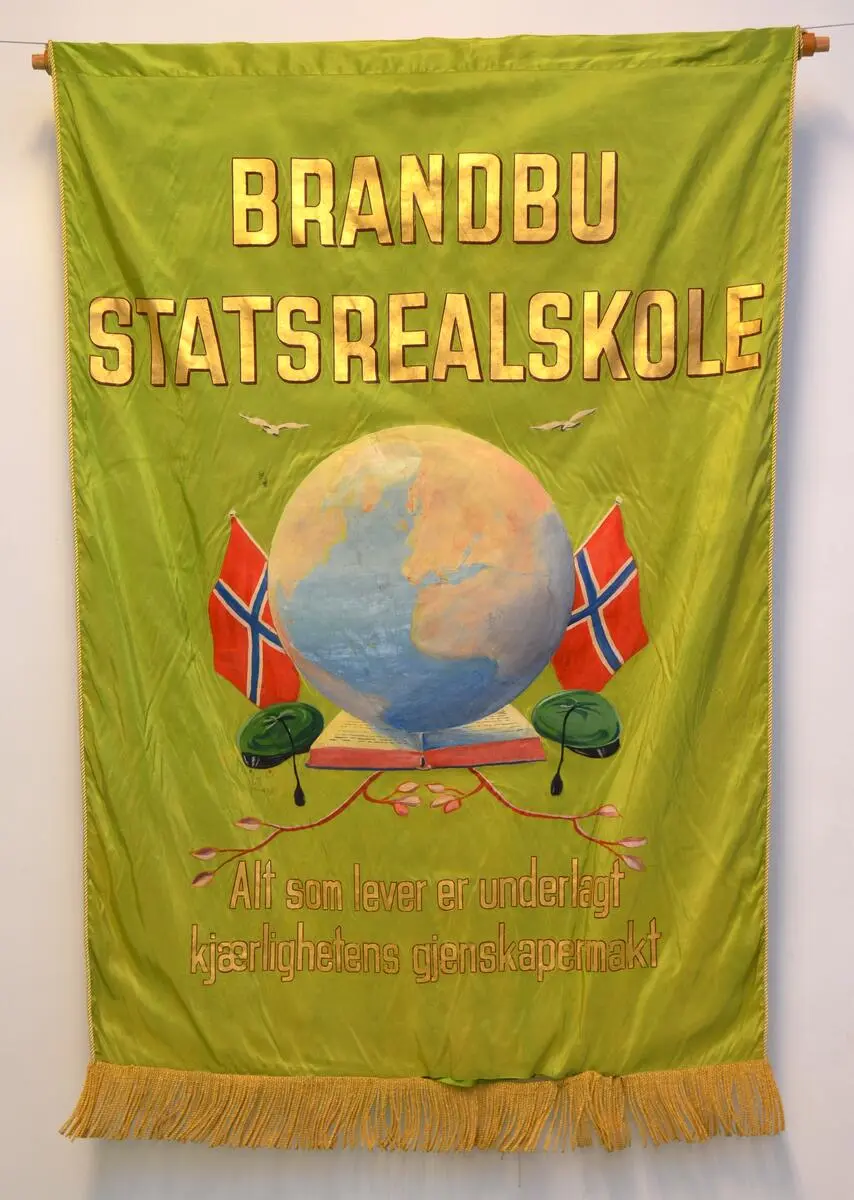 BRANDBU
STATSREALSKOLE
Alt som lever er underlagt
kjærlighetens gjenskapermakt